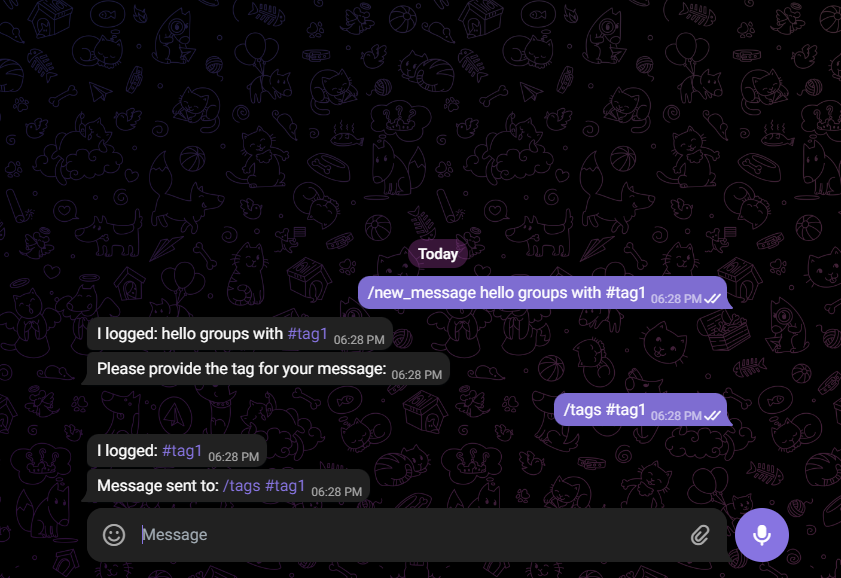 Today
/new_message hello groups with #tag1 06:28 PM
I logged: hello groups with #tag1 06:28 PM
Please provide the tag for your message: 06:28 PM
/tags #tag1 06:28 PM
I logged: #tag1 06:28 PM
Message sent to: /tags #tag1 06:28 PM
Message